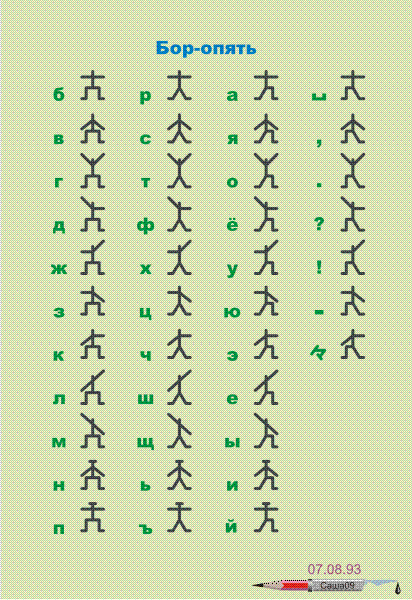 Бор-опять
б р а ␣
в с я ,
г т о .
д ф ё ?
ж х у !
з ц ю -
к ч э
л ш е
м щ ы
н ь и
п ъ й
07.08.93
Саша09